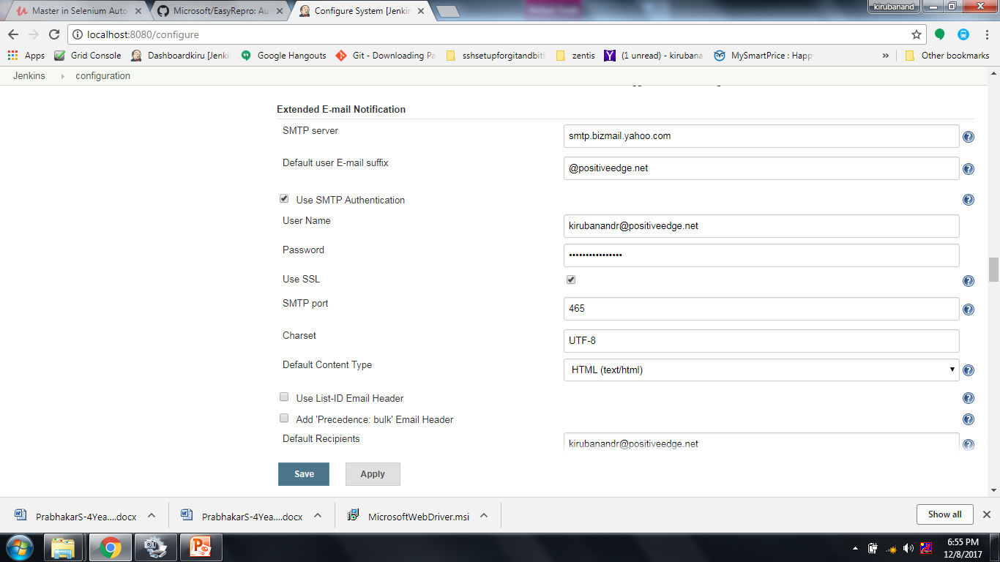 Master in Selenium Auto
Microsoft/EasyRepro: Au
Configure System [Jenkin
kirubanand
localhost:8080/configure
Apps
Grid Console
Dashboardkiru [Jenki
Google Hangouts
Git - Downloading Pa
sshsetupforgitandbitb
zentis
(1 unread) - kirubana
MySmartPrice : Happ
»
Other bookmarks
Jenkins
configuration
Extended E-mail Notification
SMTP server
smtp.bizmail.yahoo.com
Default user E-mail suffix
@positiveedge.net
Use SMTP Authentication
User Name
kirubanandr@positiveedge.net
Password
••••••••••••••••
Use SSL
SMTP port
465
Charset
UTF-8
Default Content Type
HTML (text/html)
Use List-ID Email Header
Add 'Precedence: bulk' Email Header
Default Recipients
kirubanandr@positiveedge.net
Save
Apply
PrabhakarS-4Yea....docx
PrabhakarS-4Yea....docx
MicrosoftWebDriver.msi
Show all
6:55 PM
12/8/2017